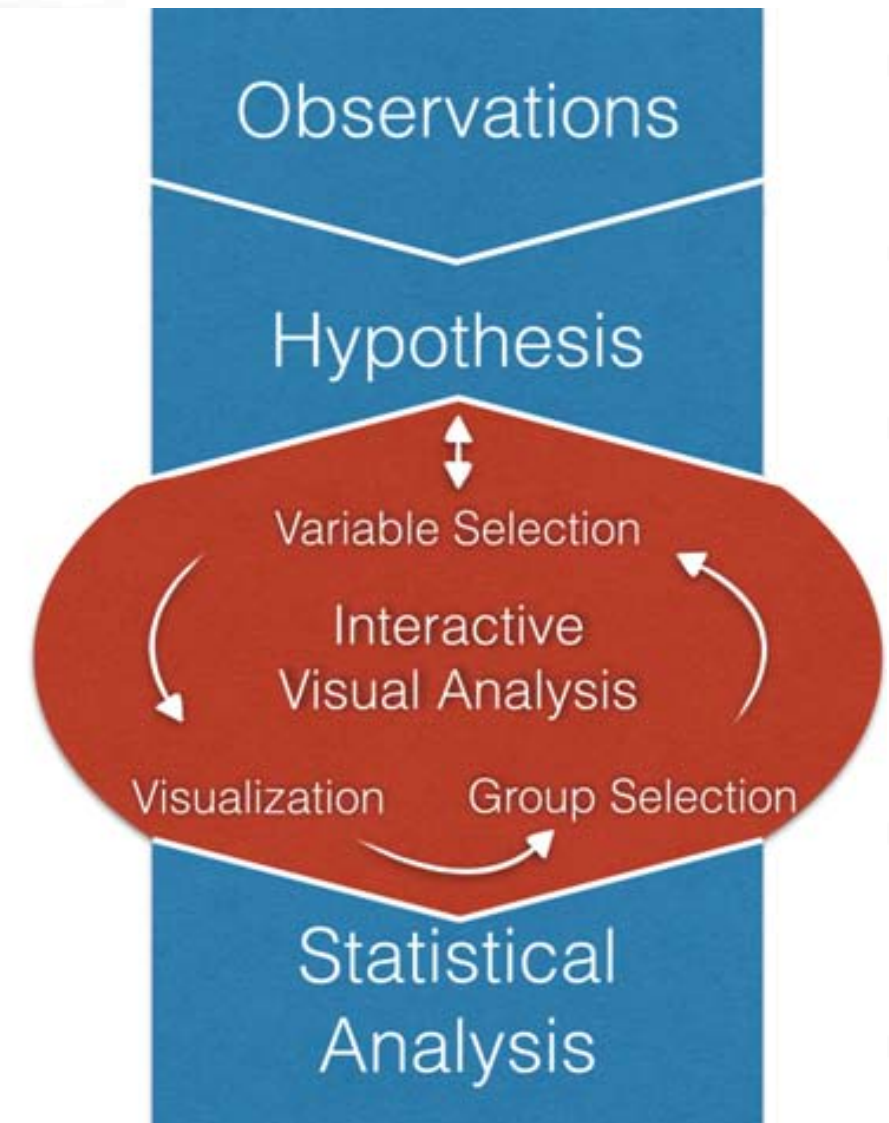 Observations
Hypothesis
Variable Selection
Interactive
Visual Analysis
Visualization
Group Selection
Statistical
Analysis